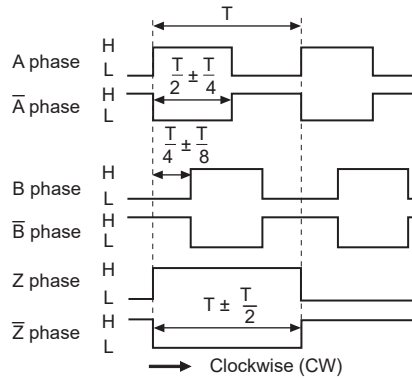 T
A phase H
L
T/2 ± T/4
A̅ phase H
L
T/4 ± T/8
B phase H
L
B̅ phase H
L
Z phase H
L
T ± T/2
Z̅ phase H
L
Clockwise (CW)